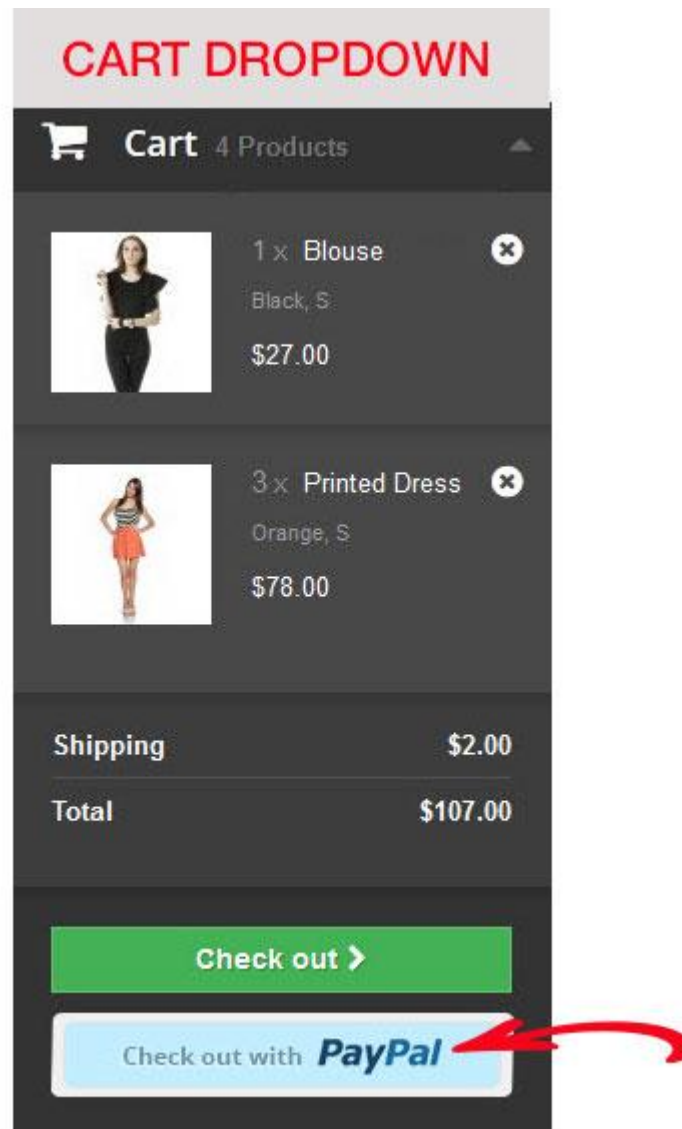 CART DROPDOWN
Cart 4 Products
1 x Blouse
Black, S
$27.00
3 x Printed Dress
Orange, S
$78.00
Shipping $2.00
Total $107.00
Check out
Check out with PayPal